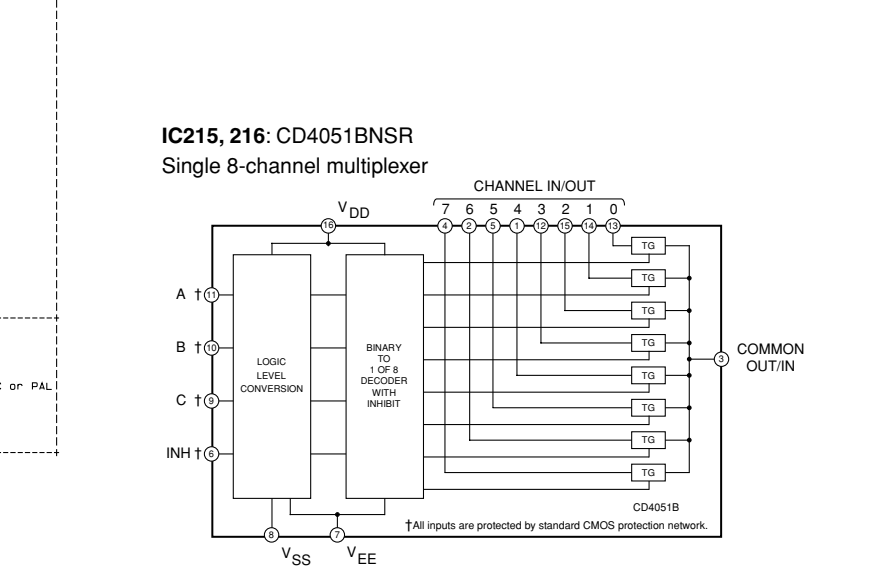 IC215, 216: CD4051BNSR
Single 8-channel multiplexer
CHANNEL IN/OUT
7 6 5 4 3 2 1 0
VDD
16 4 2 5 1 12 15 14 13
TG
TG
TG
TG
TG
TG
TG
TG
A †11
B †10
C †9
INH †6
LOGIC
LEVEL
CONVERSION
BINARY
TO
1 OF 8
DECODER
WITH
INHIBIT
3 COMMON
OUT/IN
or PAL
CD4051B
†All inputs are protected by standard CMOS protection network.
8 7
VSS VEE